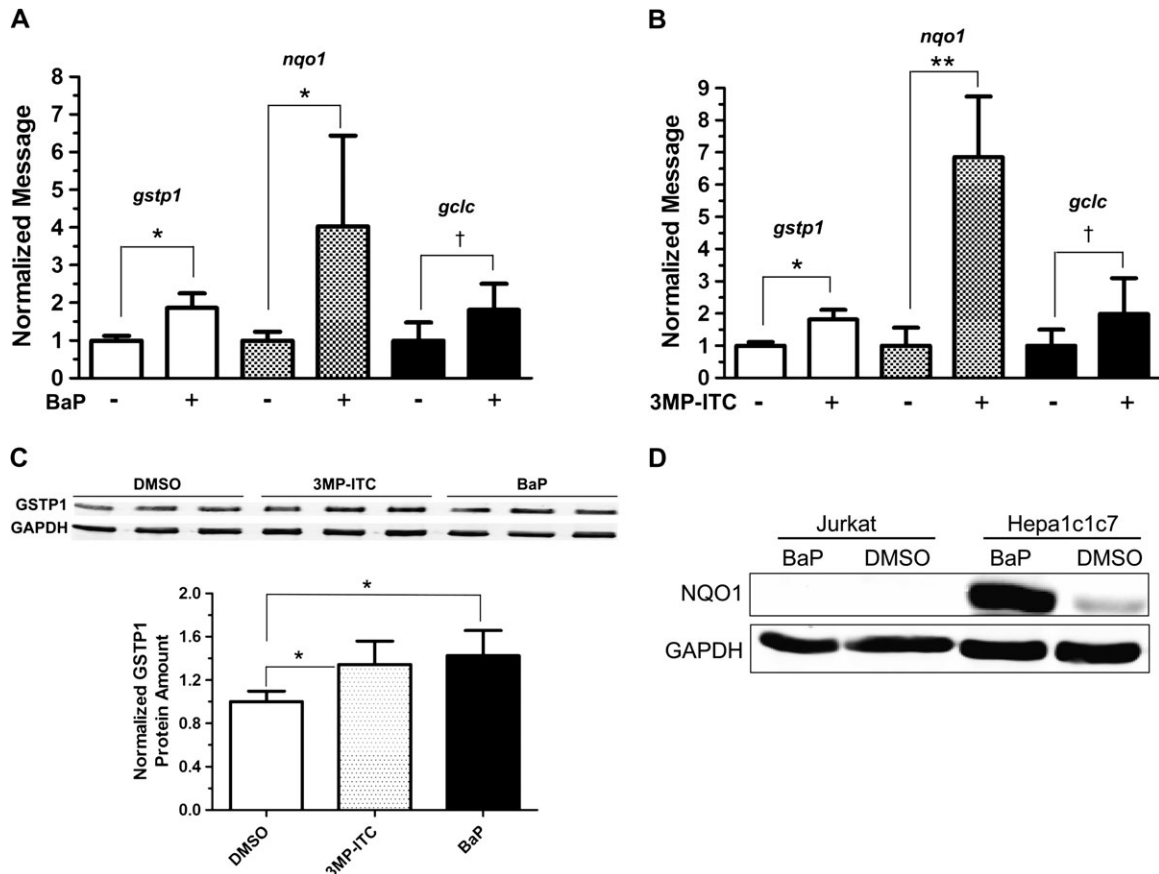 A
nqo1
*
gstp1
*
gclc
†
Normalized Message
8
7
6
5
4
3
2
1
0
BaP - + - + - +
B
nqo1
**
gstp1
*
gclc
†
Normalized Message
9
8
7
6
5
4
3
2
1
0
3MP-ITC - + - + - +
C
DMSO 3MP-ITC BaP
GSTP1
GAPDH
*
*
Normalized GSTP1
Protein Amount
2.0
1.6
1.2
0.8
0.4
0.0
DMSO
3MP-ITC
BaP
D
Jurkat Hepa1c1c7
BaP DMSO BaP DMSO
NQO1
GAPDH